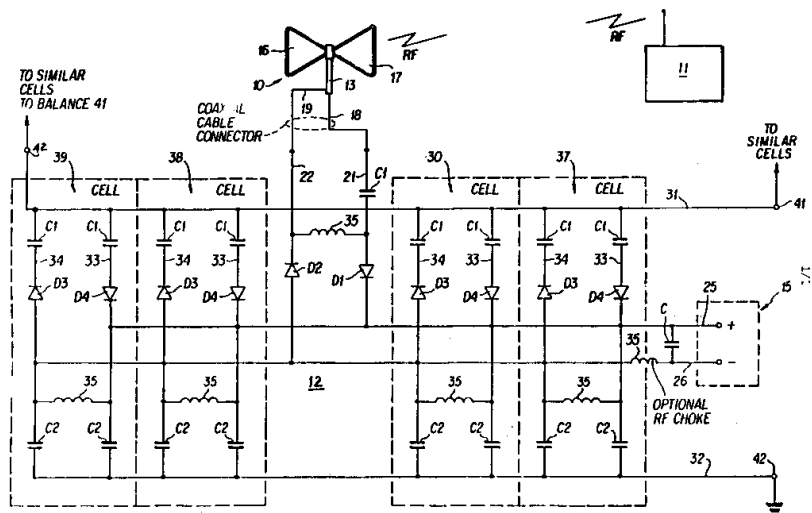 RF
RF
16
10
13
17
11
TO SIMILAR
CELLS
TO BALANCE 41
19
18
COAXIAL
CABLE
CONNECTOR
TO
SIMILAR
CELLS
42
39
38
30
37
CELL
CELL
CELL
CELL
22
21
C1
31
41
C1
C1
C1
C1
35
C1
C1
C1
C1
34
33
34
33
34
33
34
33
D3
D4
D3
D4
D2
D1
D3
D4
D3
D4
25
15
C
+
35
-
26
35
35
12
35
35
OPTIONAL
RF CHOKE
C2
C2
C2
C2
C2
C2
C2
C2
32
42